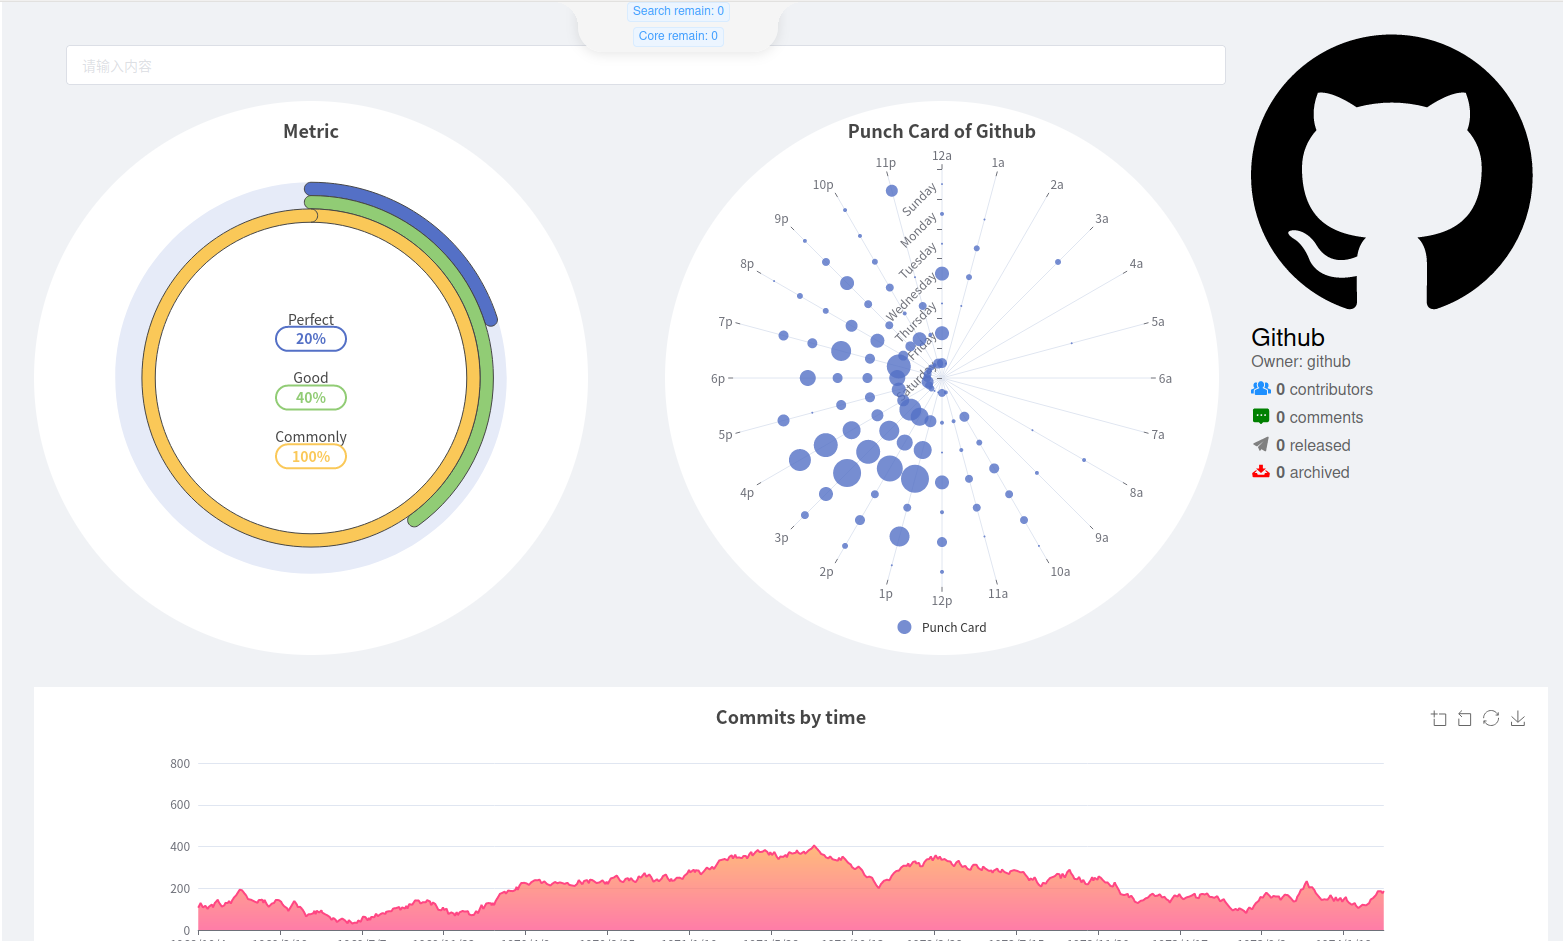 Search remain: 0
Core remain: 0
请输入内容
Metric
Perfect
20%
Good
40%
Commonly
100%
Punch Card of Github
12a
1a
2a
3a
4a
5a
6a
7a
8a
9a
10a
11a
12p
1p
2p
3p
4p
5p
6p
7p
8p
9p
10p
11p
Sunday
Monday
Tuesday
Wednesday
Thursday
Friday
Punch Card
Github
Owner: github
0 contributors
0 comments
0 released
0 archived
Commits by time
800
600
400
200
0